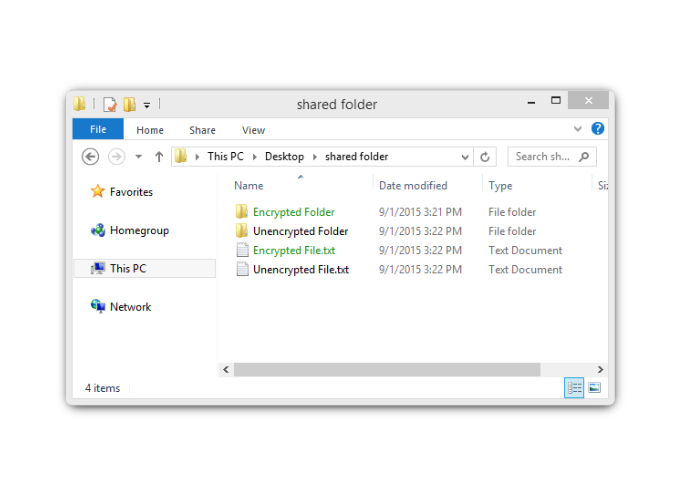 shared folder
File Home Share View
This PC Desktop shared folder Search sh...
Name Date modified Type Siz
Favorites
Homegroup
This PC
Network
Encrypted Folder 9/1/2015 3:21 PM File folder
Unencrypted Folder 9/1/2015 3:22 PM File folder
Encrypted File.txt 9/1/2015 3:22 PM Text Document
Unencrypted File.txt 9/1/2015 3:22 PM Text Document
4 items